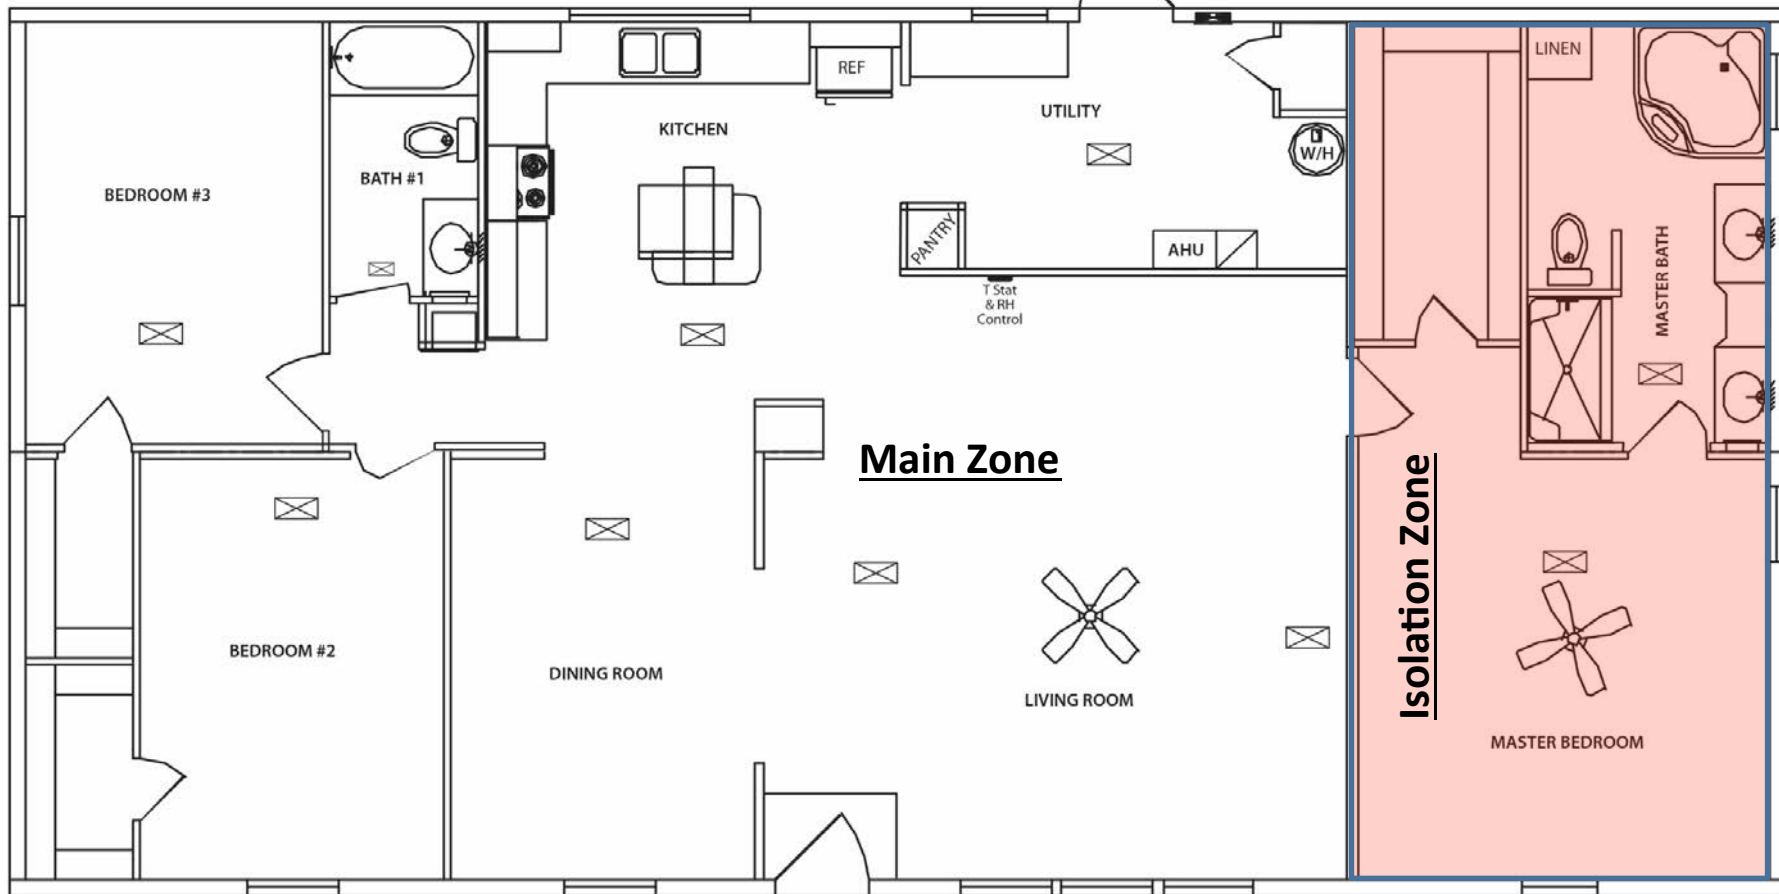 LINEN
REF
UTILITY
KITCHEN
W/H
BATH #1
BEDROOM #3
PANTRY
AHU
MASTER BATH
T Stat
& RH
Control
Main Zone
Isolation Zone
BEDROOM #2
DINING ROOM
LIVING ROOM
MASTER BEDROOM